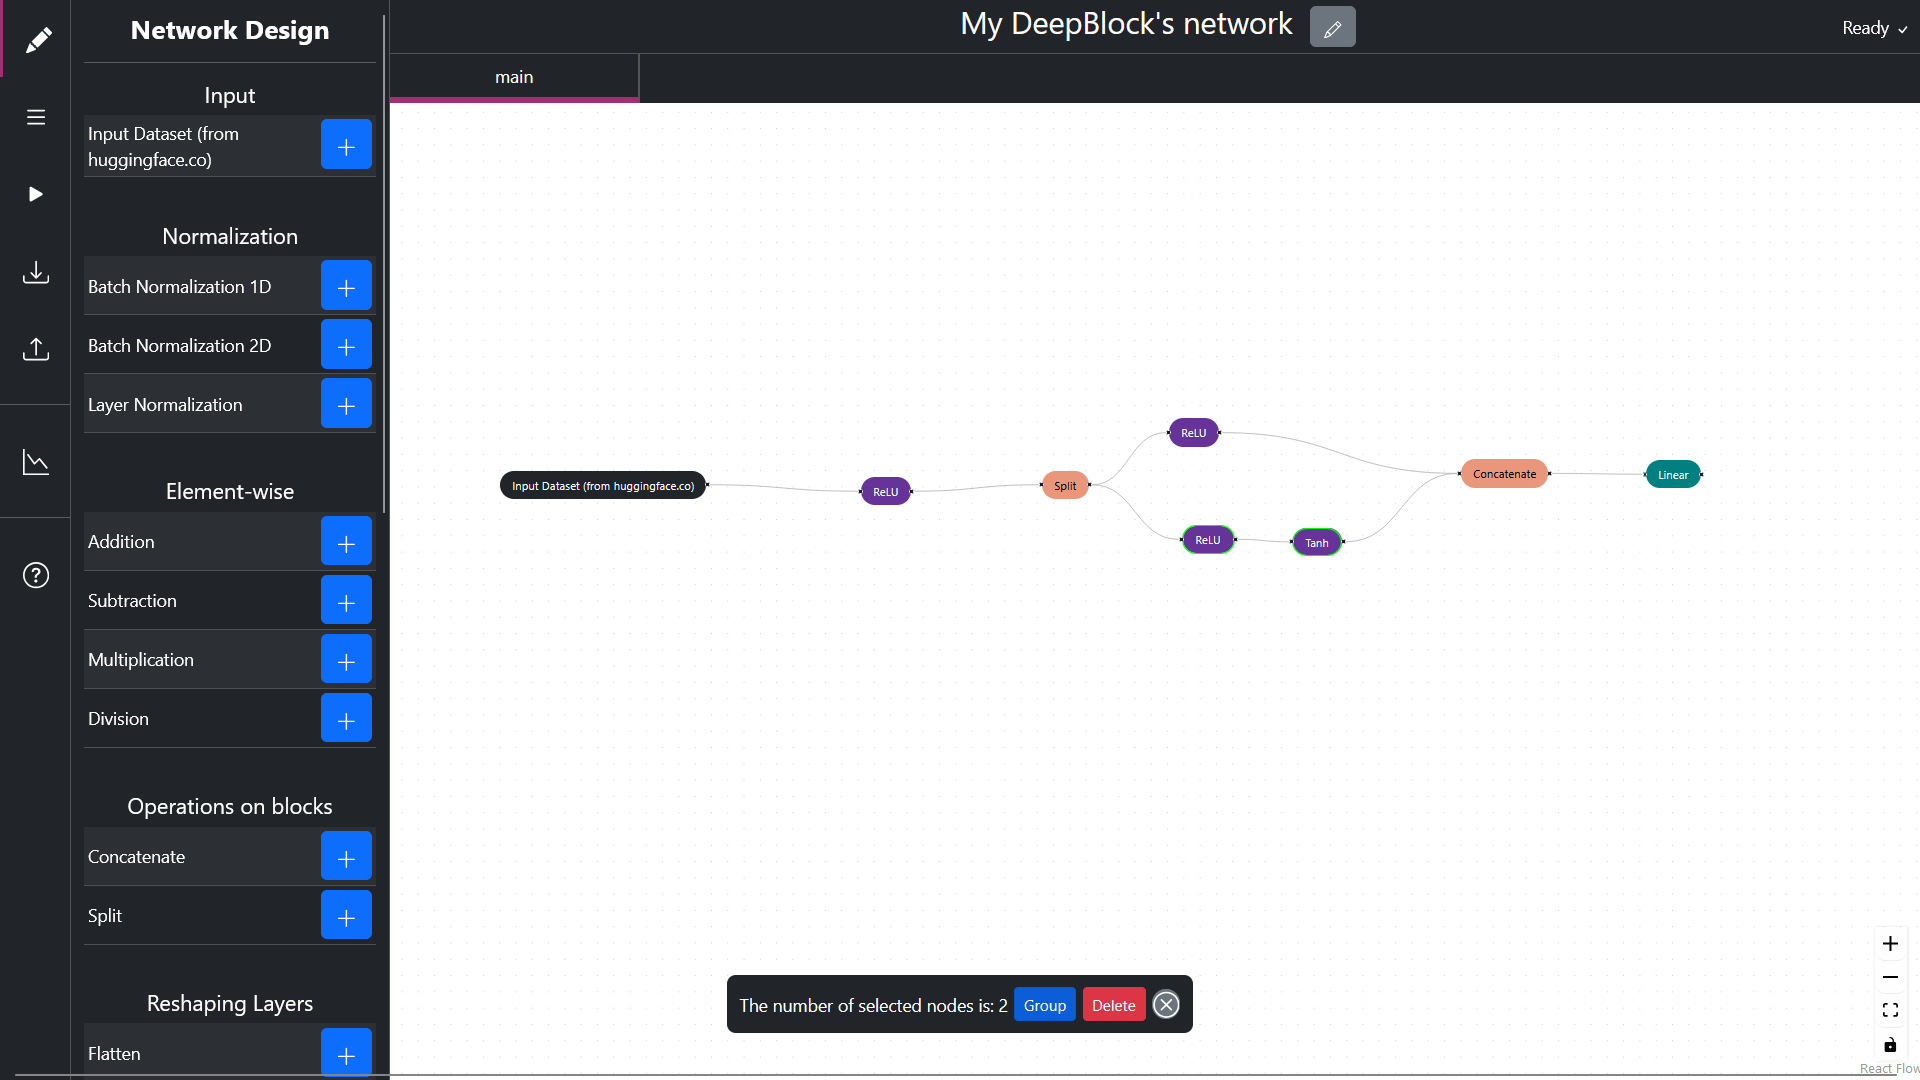 Network Design
My DeepBlock's network
Ready
main
Input
Input Dataset (from
huggingface.co)
Normalization
Batch Normalization 1D
Batch Normalization 2D
Layer Normalization
Element-wise
Addition
Subtraction
Multiplication
Division
Operations on blocks
Concatenate
Split
Reshaping Layers
Flatten
Input Dataset (from huggingface.co)
ReLU
Split
ReLU
ReLU
Tanh
Concatenate
Linear
The number of selected nodes is: 2 Group Delete
React Flow